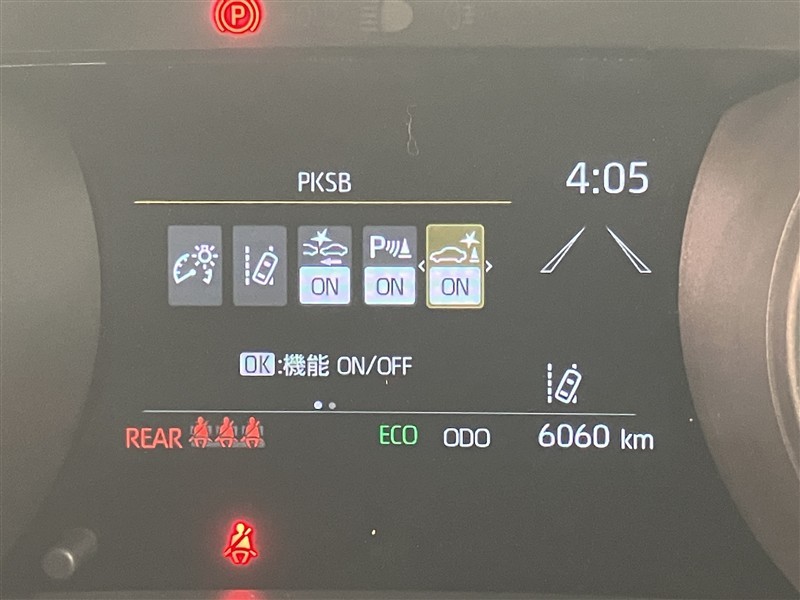 P
PKSB
4:05
P
ON
ON
ON
OK:機能 ON/OFF
REAR
ECO
ODO
6060 km